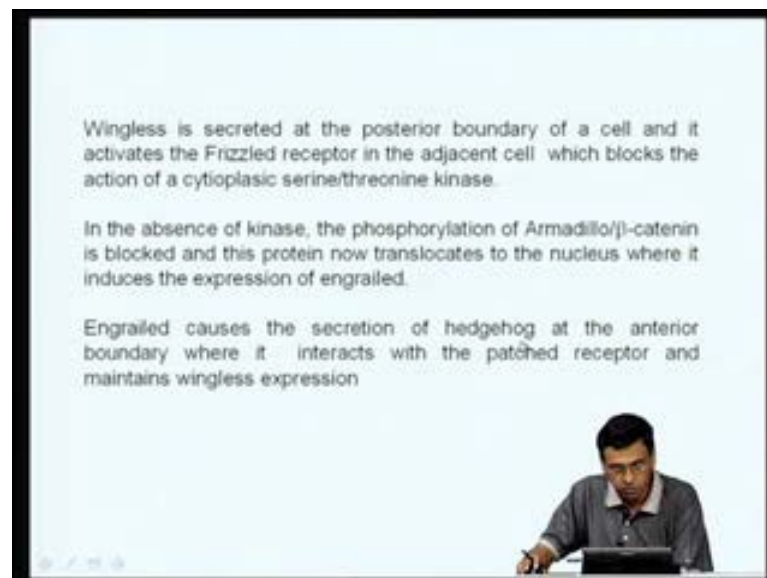 Wingless is secreted at the posterior boundary of a cell and it
activates the Frizzled receptor in the adjacent cell which blocks the
action of a cytioplasic serine/threonine kinase.
In the absence of kinase, the phosphorylation of Armadillo/β-catenin
is blocked and this protein now translocates to the nucleus where it
induces the expression of engrailed.
Engrailed causes the secretion of hedgehog at the anterior
boundary where it interacts with the patched receptor and
maintains wingless expression